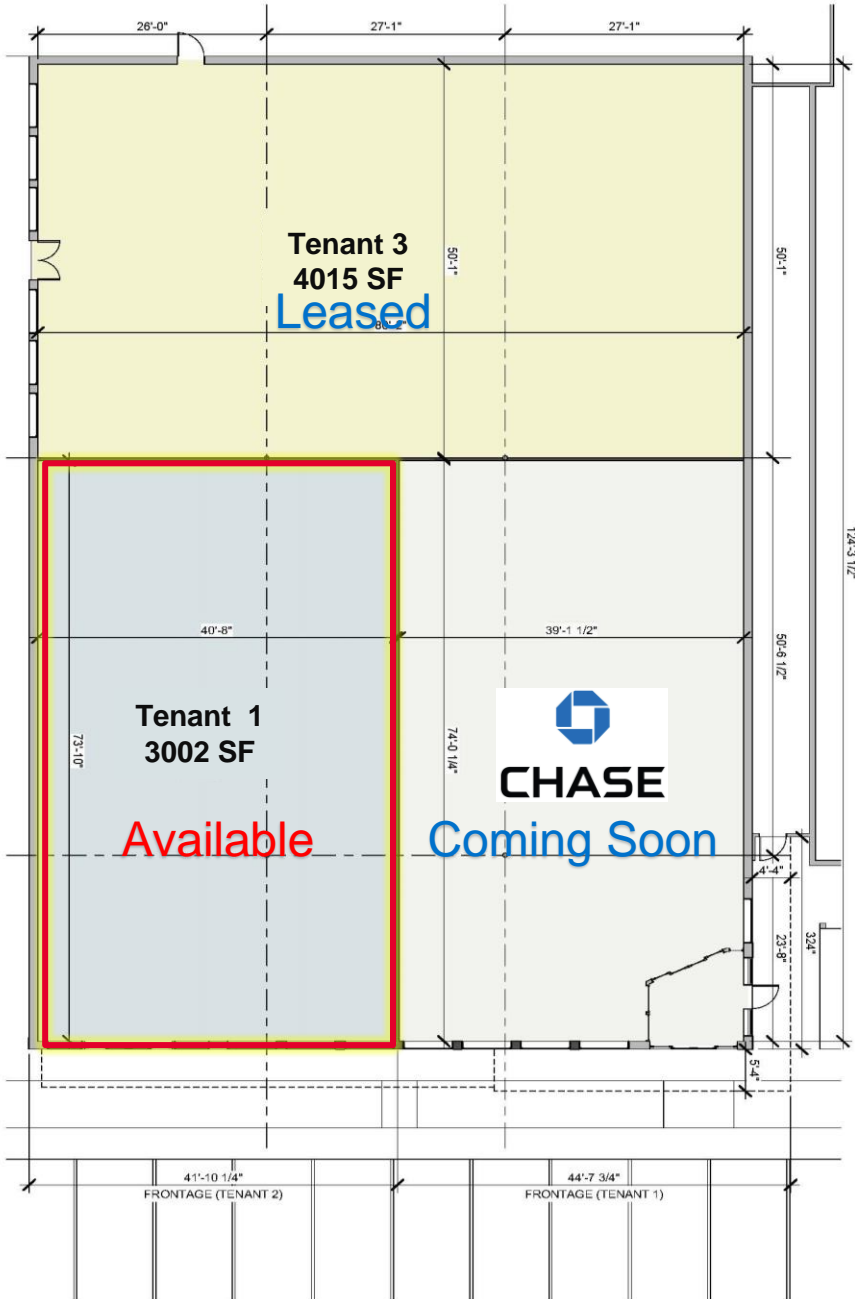 26'-0"
27'-1"
27'-1"
Tenant 3
4015 SF
Leased
50'-1"
50'-1"
80'-2"
124'-3 1/2"
40'-8"
39'-1 1/2"
50'-6 1/2"
Tenant 1
3002 SF
73'-10"
74'-0 1/4"
CHASE
Available
Coming Soon
4'-4"
23'-8"
324"
5'-4"
41'-10 1/4"
FRONTAGE (TENANT 2)
44'-7 3/4"
FRONTAGE (TENANT 1)